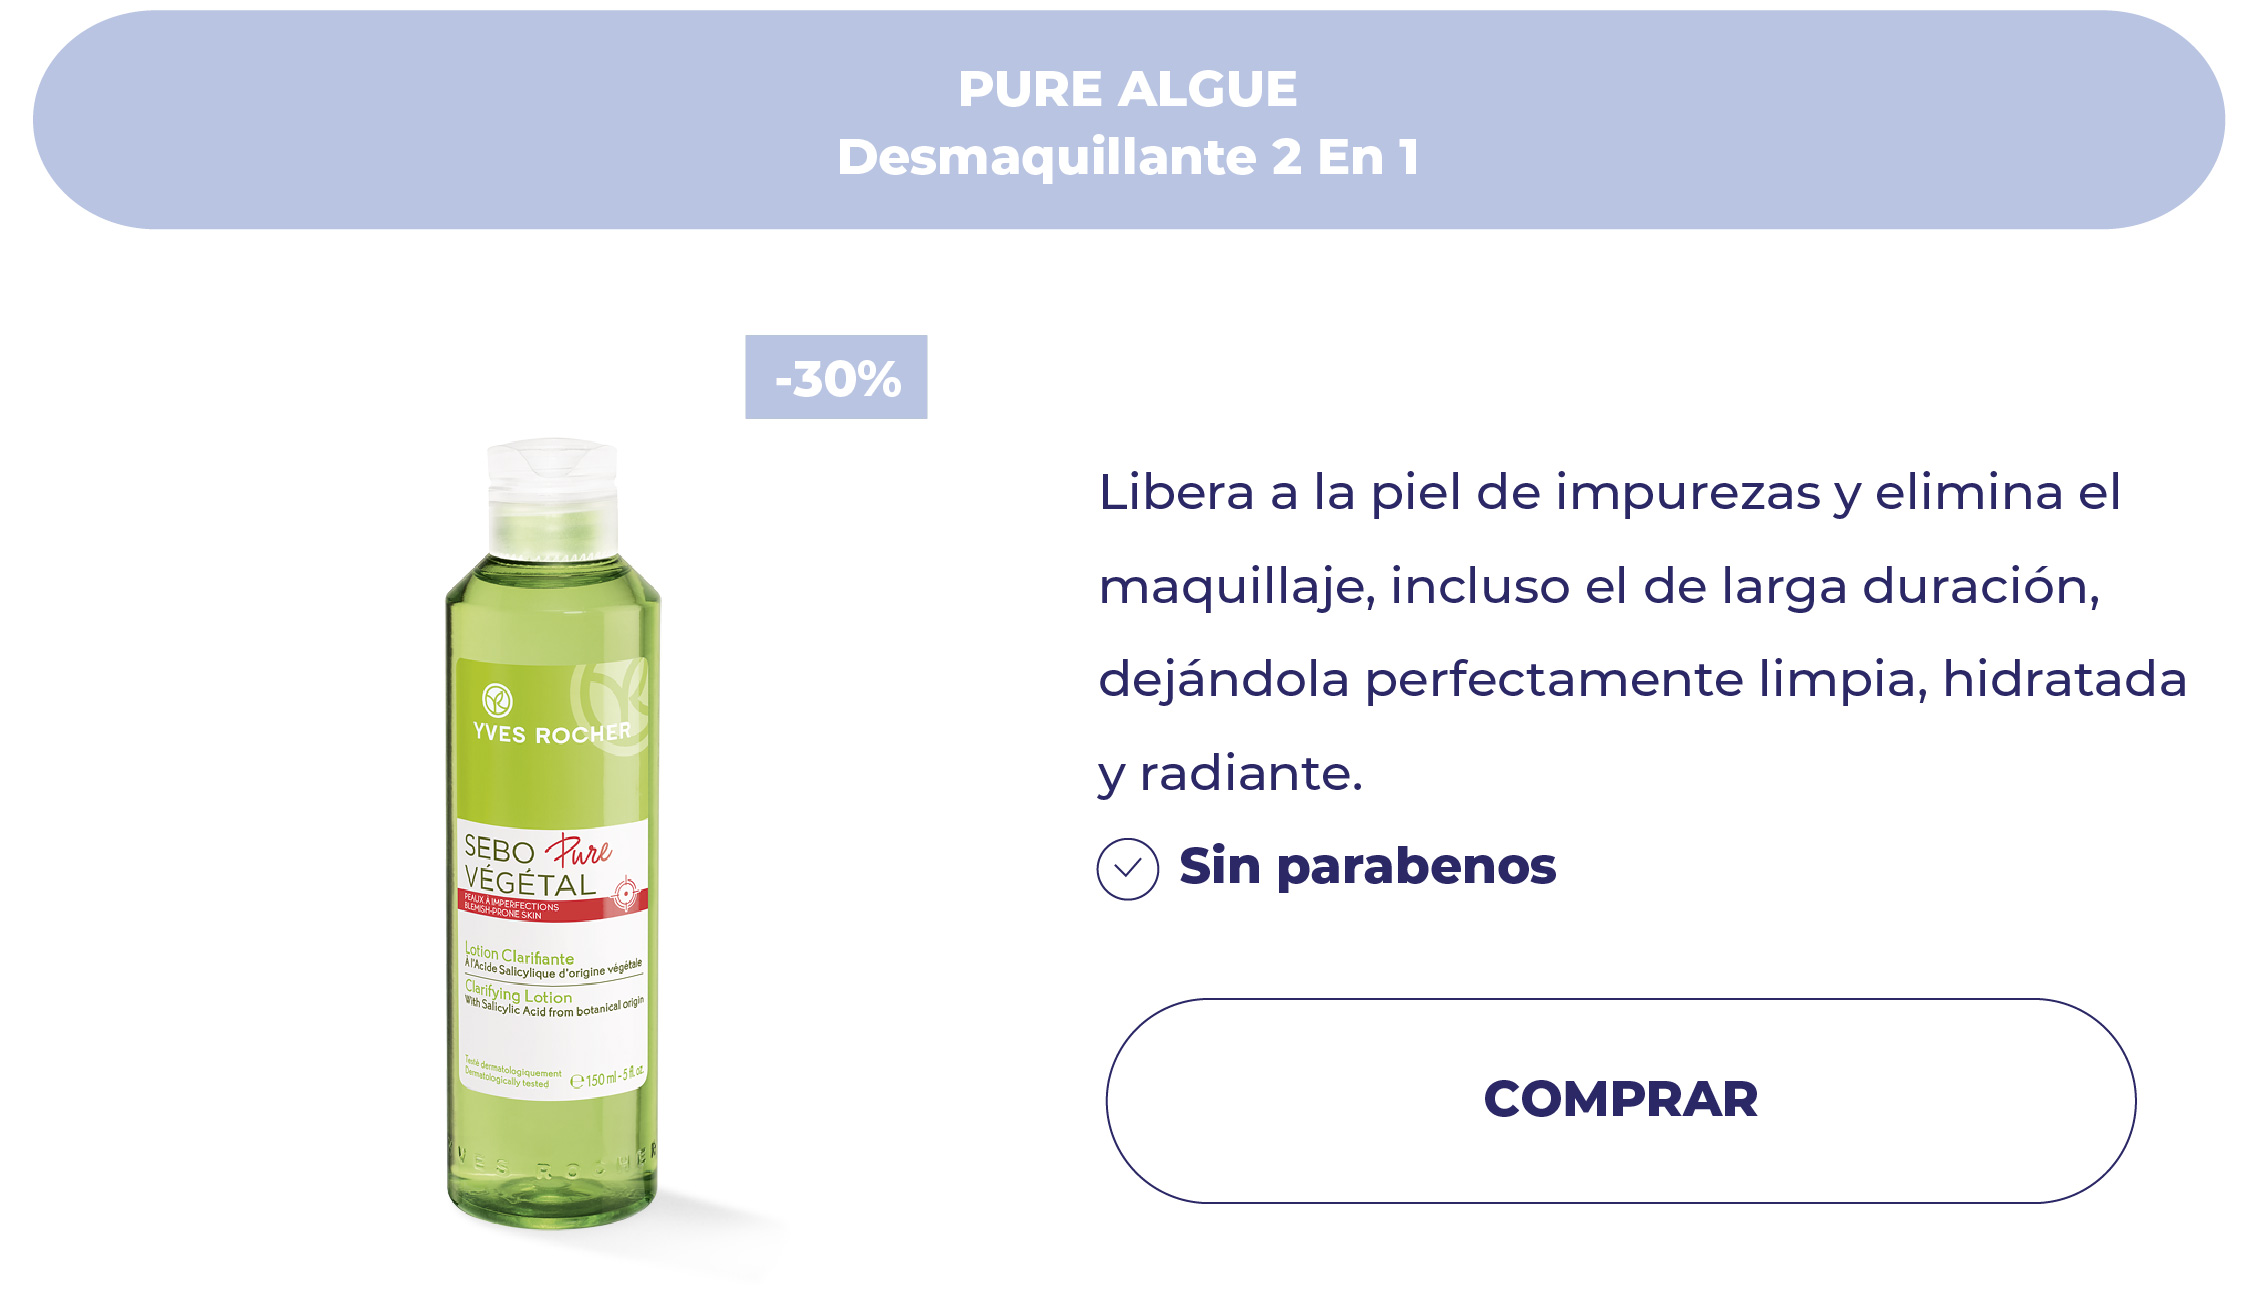 PURE ALGUE
Desmaquillante 2 En 1
-30%
YVES ROCHER
SEBO Pure
VÉGÉTAL
PEAUX À IMPERFECTIONS
BLEMISH-PRONE SKIN
Lotion Clarifiante
À l'Acide Salicylique d'origine végétale
Clarifying Lotion
With Salicylic Acid from botanical origin
Testé dermatologiquement
Dermatologically tested
℮ 150 ml - 5 fl. oz.
YVES ROCHER
Libera a la piel de impurezas y elimina el
maquillaje, incluso el de larga duración,
dejándola perfectamente limpia, hidratada
y radiante.
Sin parabenos
COMPRAR